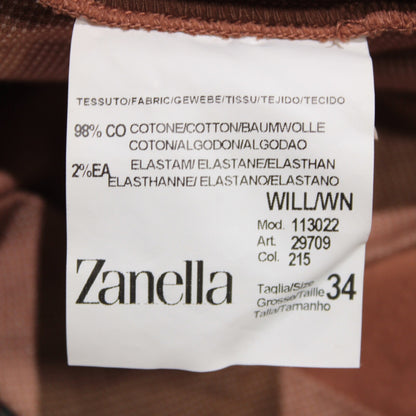 TESSUTO/FABRIC/GEWEBE/TISSU/TEJIDO/TECIDO
98% CO COTONE/COTTON/BAUMWOLLE
COTON/ALGODON/ALGODAO
2%EA ELASTAM/ELASTANE/ELASTHAN
ELASTHANNE/ELASTANO/ELASTANO
WILL/WN
Mod. 113022
Art. 29709
Col. 215
Zanella
Taglia/Size
Grosse/Taille 34
Talla/Tamanho